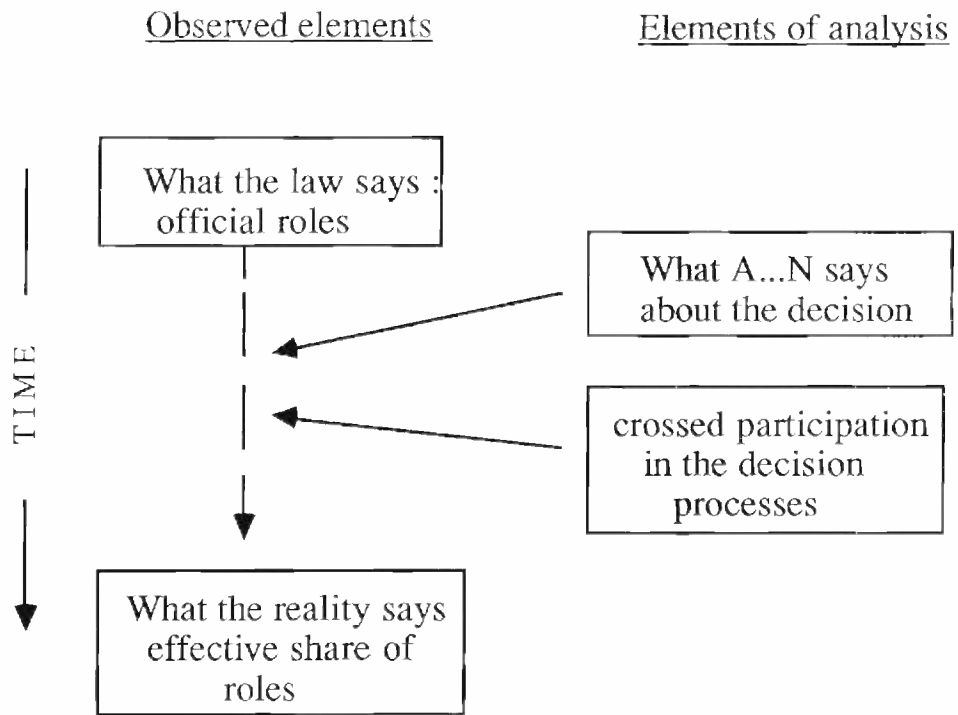 Observed elements
Elements of analysis
What the law says :
official roles
What A...N says
about the decision
TIME
crossed participation
in the decision
processes
What the reality says
effective share of
roles